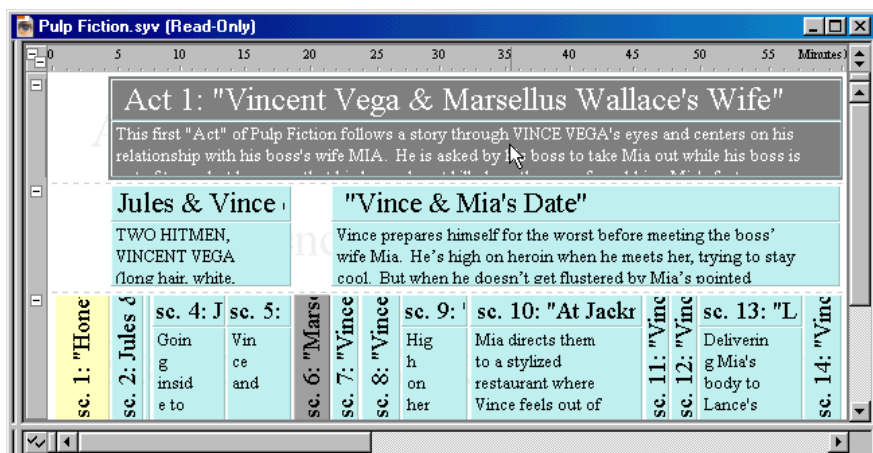 Pulp Fiction.syv (Read-Only)
0 5 10 15 20 25 30 35 40 45 50 55 Minutes)
Act 1: "Vincent Vega & Marsellus Wallace's Wife"
This first "Act" of Pulp Fiction follows a story through VINCE VEGA's eyes and centers on his
relationship with his boss's wife MIA. He is asked by his boss to take Mia out while his boss is
Jules & Vince
TWO HITMEN,
VINCENT VEGA
(long hair, white,
"Vince & Mia's Date"
Vince prepares himself for the worst before meeting the boss'
wife Mia. He's high on heroin when he meets her, trying to stay
cool. But when he doesn't get flustered by Mia's pointed
sc. 1: "Hone
sc. 2: Jules &
sc. 4: J
Goin
g
insid
e to
sc. 5:
Vin
ce
and
sc. 6: "Mars
sc. 7: "Vince
sc. 8: "Vince
sc. 9: '
Hig
h
on
her
sc. 10: "At Jackr
Mia directs them
to a stylized
restaurant where
Vince feels out of
sc. 11: "Vinc
sc. 12: "Vinc
sc. 13: "L
Deliverin
g Mia's
body to
Lance's
sc. 14: "Vinc